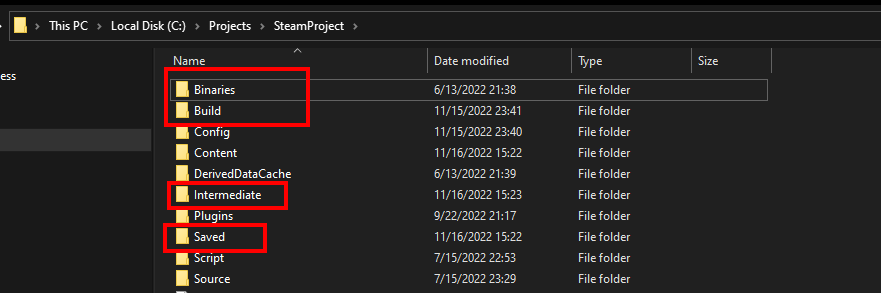 This PC > Local Disk (C:) > Projects > SteamProject
ess
Name Date modified Type Size
Binaries 6/13/2022 21:38 File folder
Build 11/15/2022 23:41 File folder
Config 11/15/2022 23:40 File folder
Content 11/16/2022 15:22 File folder
DerivedDataCache 6/13/2022 21:39 File folder
Intermediate 11/16/2022 15:23 File folder
Plugins 9/22/2022 21:17 File folder
Saved 11/16/2022 15:22 File folder
Script 7/15/2022 22:53 File folder
Source 7/15/2022 23:29 File folder